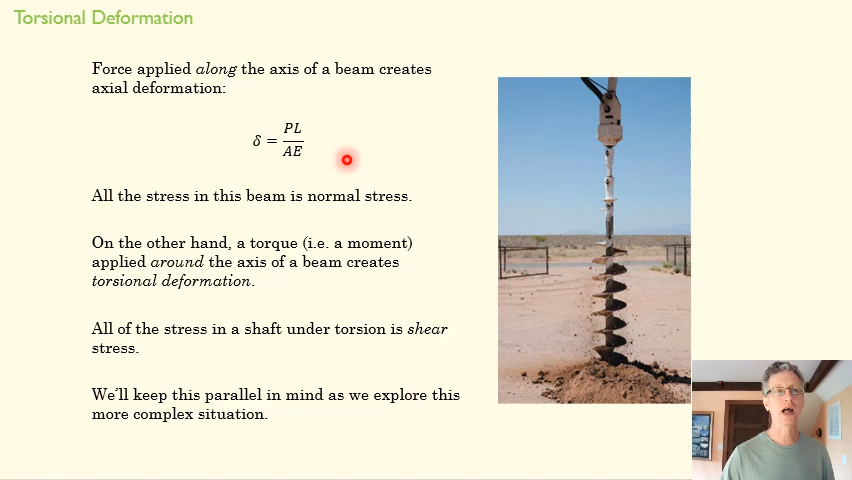 Torsional Deformation
Force applied along the axis of a beam creates
axial deformation:
δ = PL/AE
All the stress in this beam is normal stress.
On the other hand, a torque (i.e. a moment)
applied around the axis of a beam creates
torsional deformation.
All of the stress in a shaft under torsion is shear
stress.
We'll keep this parallel in mind as we explore this
more complex situation.